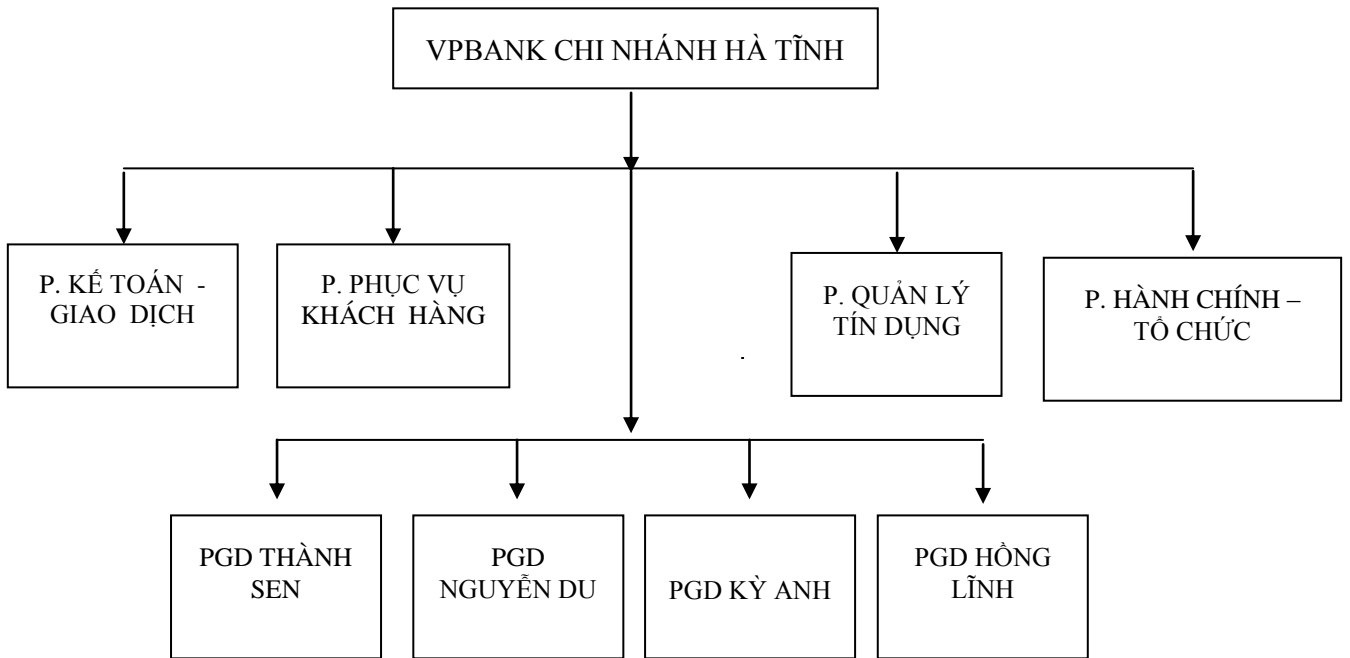 VPBANK CHI NHÁNH HÀ TĨNH
P. KẾ TOÁN -
GIAO DỊCH
P. PHỤC VỤ
KHÁCH HÀNG
P. QUẢN LÝ
TÍN DỤNG
P. HÀNH CHÍNH –
TỔ CHỨC
PGD THÀNH
SEN
PGD
NGUYỄN DU
PGD KỲ ANH
PGD HỒNG
LĨNH